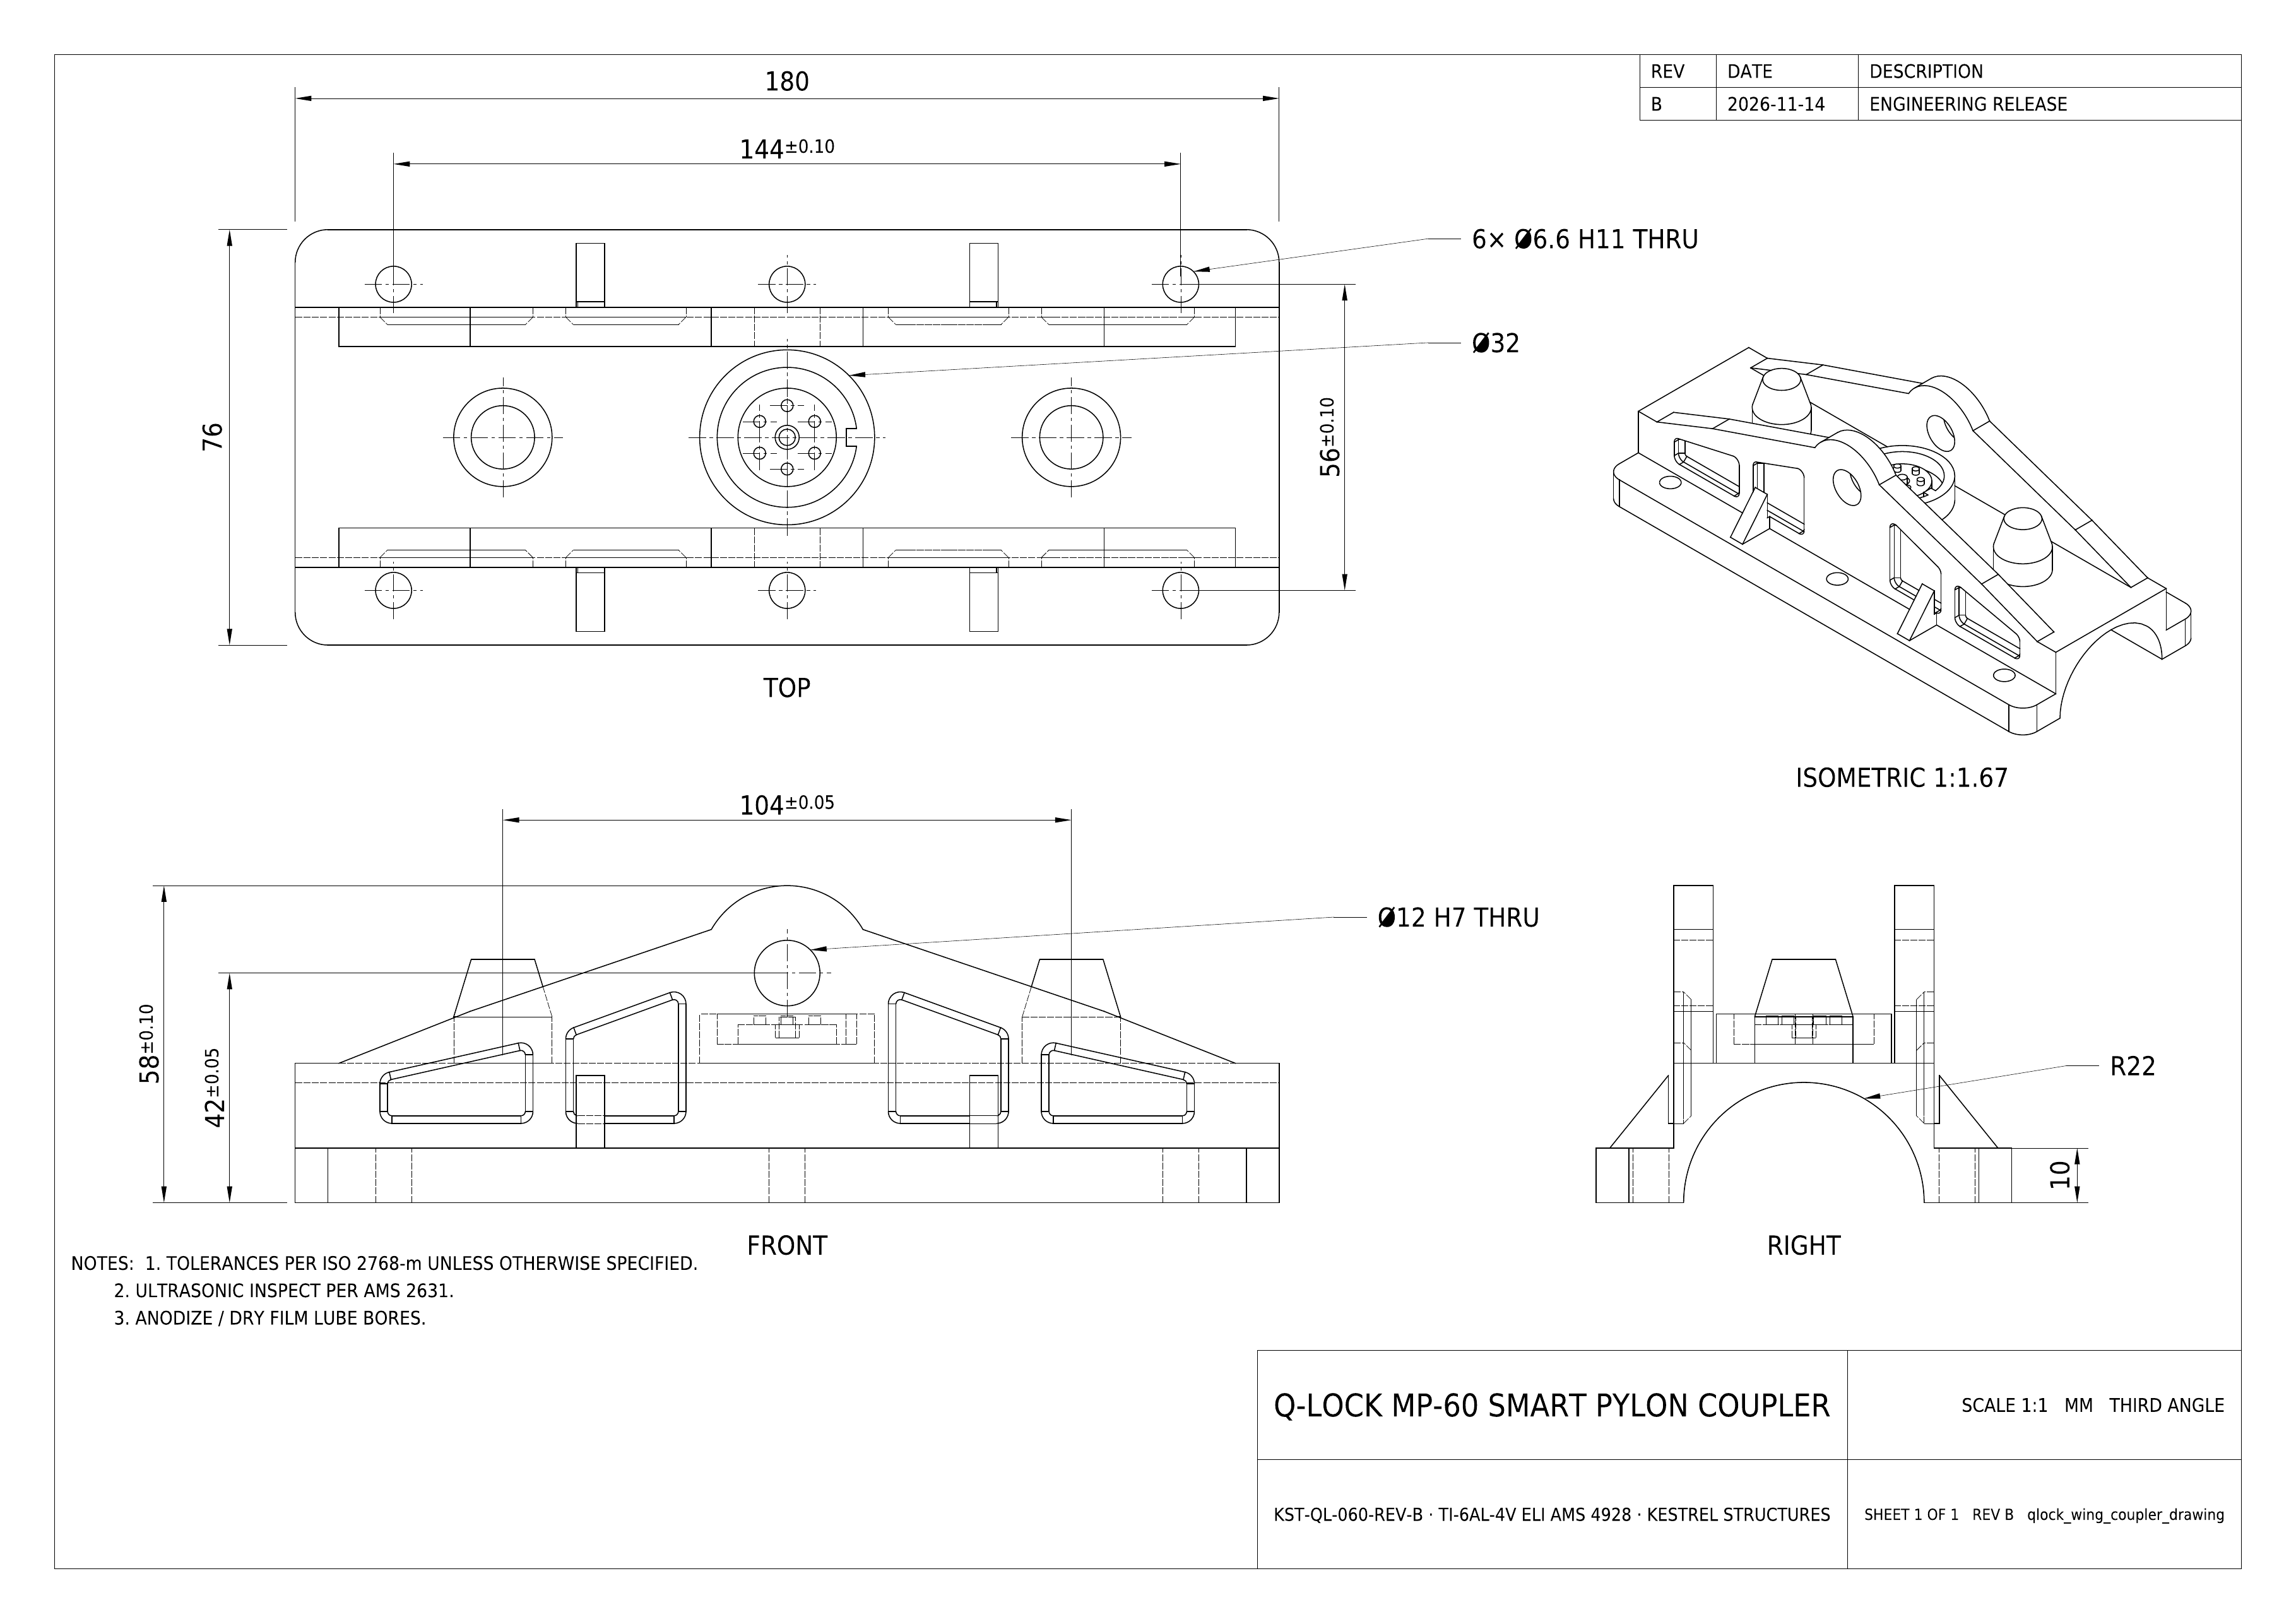 REV DATE DESCRIPTION
B 2026-11-14 ENGINEERING RELEASE
180
144±0.10
6× Ø6.6 H11 THRU
Ø32
76
56±0.10
TOP
ISOMETRIC 1:1.67
104±0.05
Ø12 H7 THRU
58±0.10
42±0.05
R22
10
FRONT
RIGHT
NOTES: 1. TOLERANCES PER ISO 2768-m UNLESS OTHERWISE SPECIFIED.
2. ULTRASONIC INSPECT PER AMS 2631.
3. ANODIZE / DRY FILM LUBE BORES.
Q-LOCK MP-60 SMART PYLON COUPLER
SCALE 1:1 MM THIRD ANGLE
KST-QL-060-REV-B · TI-6AL-4V ELI AMS 4928 · KESTREL STRUCTURES
SHEET 1 OF 1 REV B qlock_wing_coupler_drawing